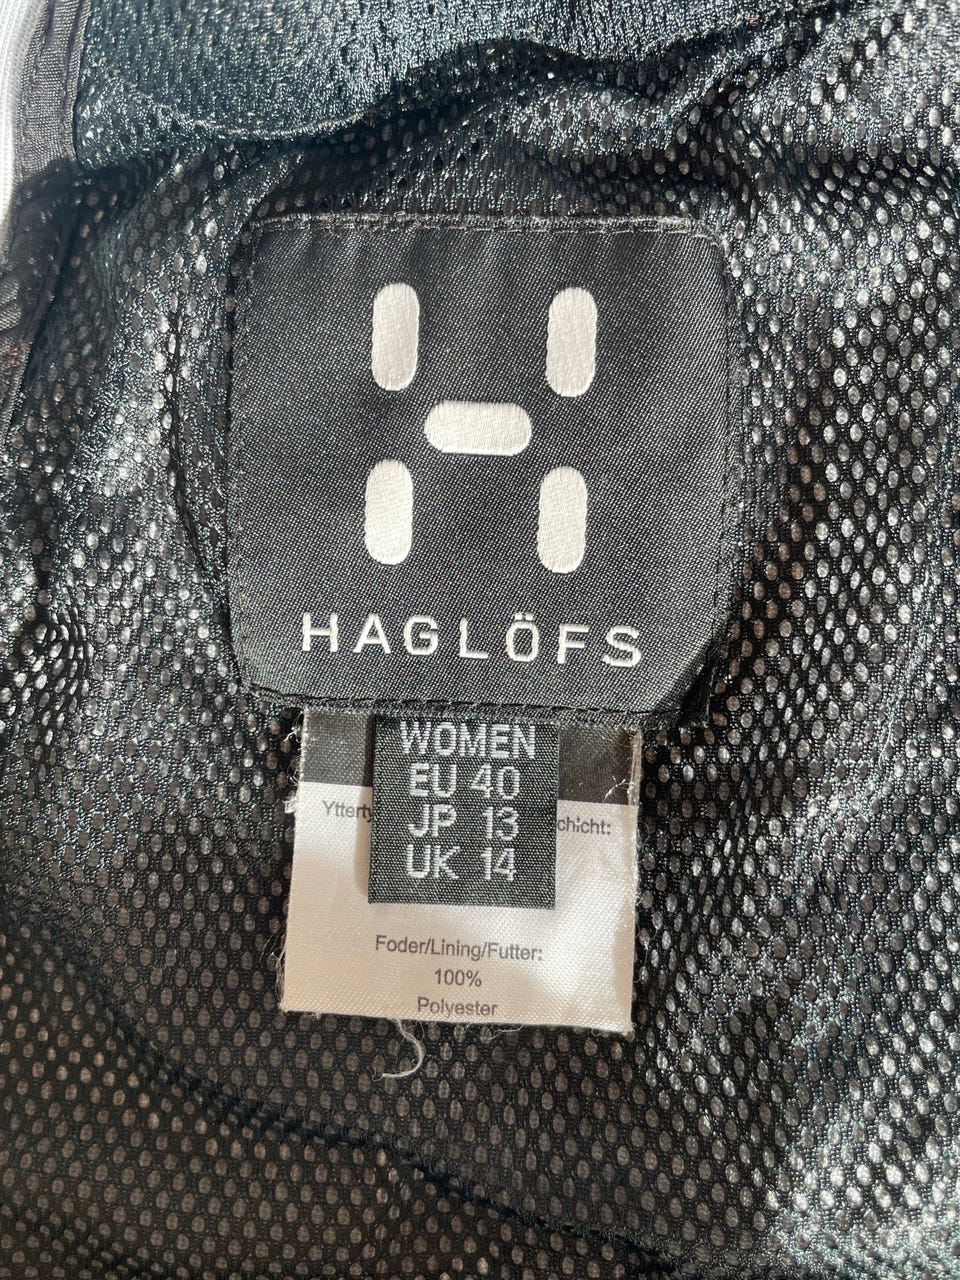 HAGLÖFS
WOMEN
EU 40
JP 13
UK 14
Foder/Lining/Futter:
100%
Polyester